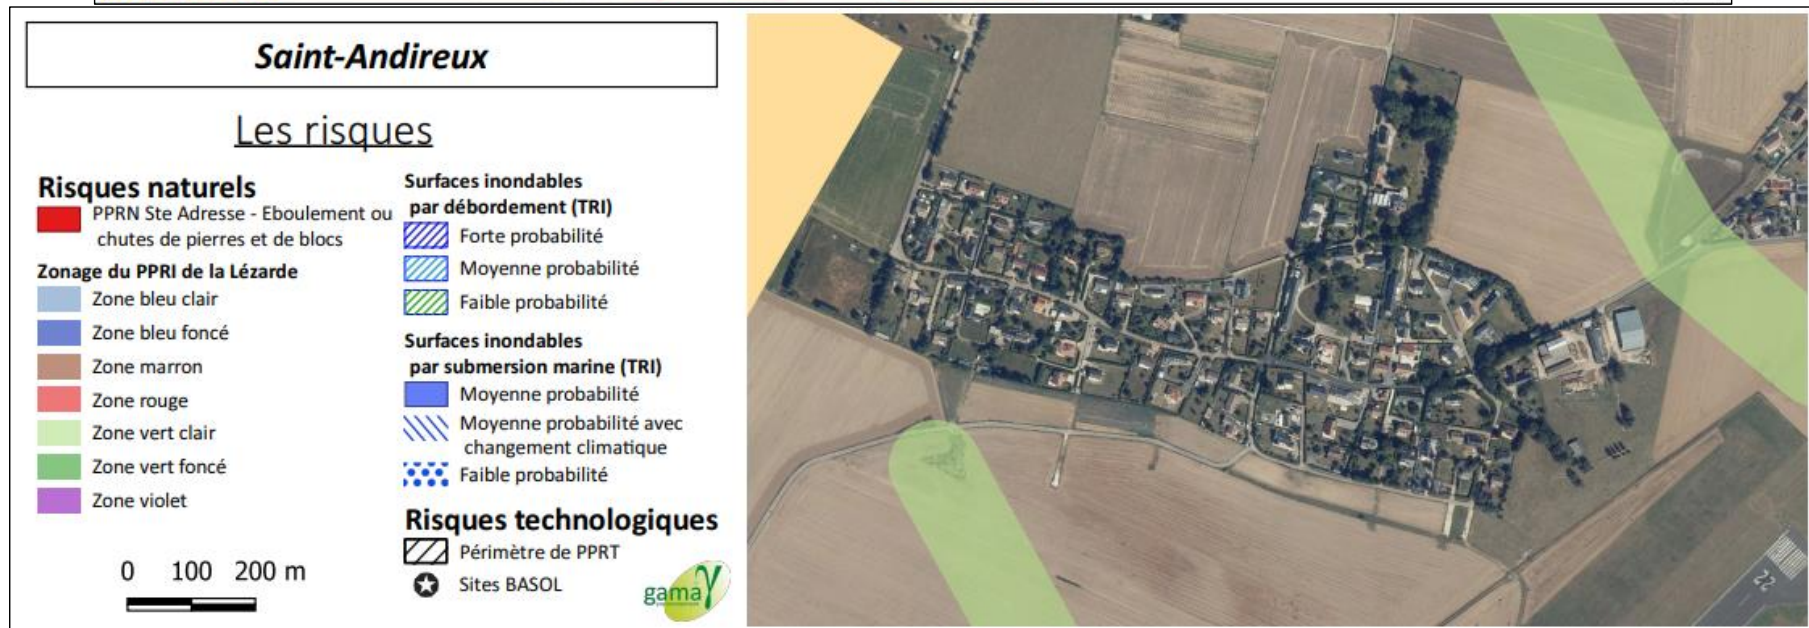 Saint-Andireux
Les risques
Risques naturels
PPRN Ste Adresse - Eboulement ou
chutes de pierres et de blocs
Zonage du PPRI de la Lézarde
Zone bleu clair
Zone bleu foncé
Zone marron
Zone rouge
Zone vert clair
Zone vert foncé
Zone violet
0 100 200 m
Surfaces inondables
par débordement (TRI)
Forte probabilité
Moyenne probabilité
Faible probabilité
Surfaces inondables
par submersion marine (TRI)
Moyenne probabilité
Moyenne probabilité avec
changement climatique
Faible probabilité
Risques technologiques
Périmètre de PPRT
Sites BASOL
gama
22